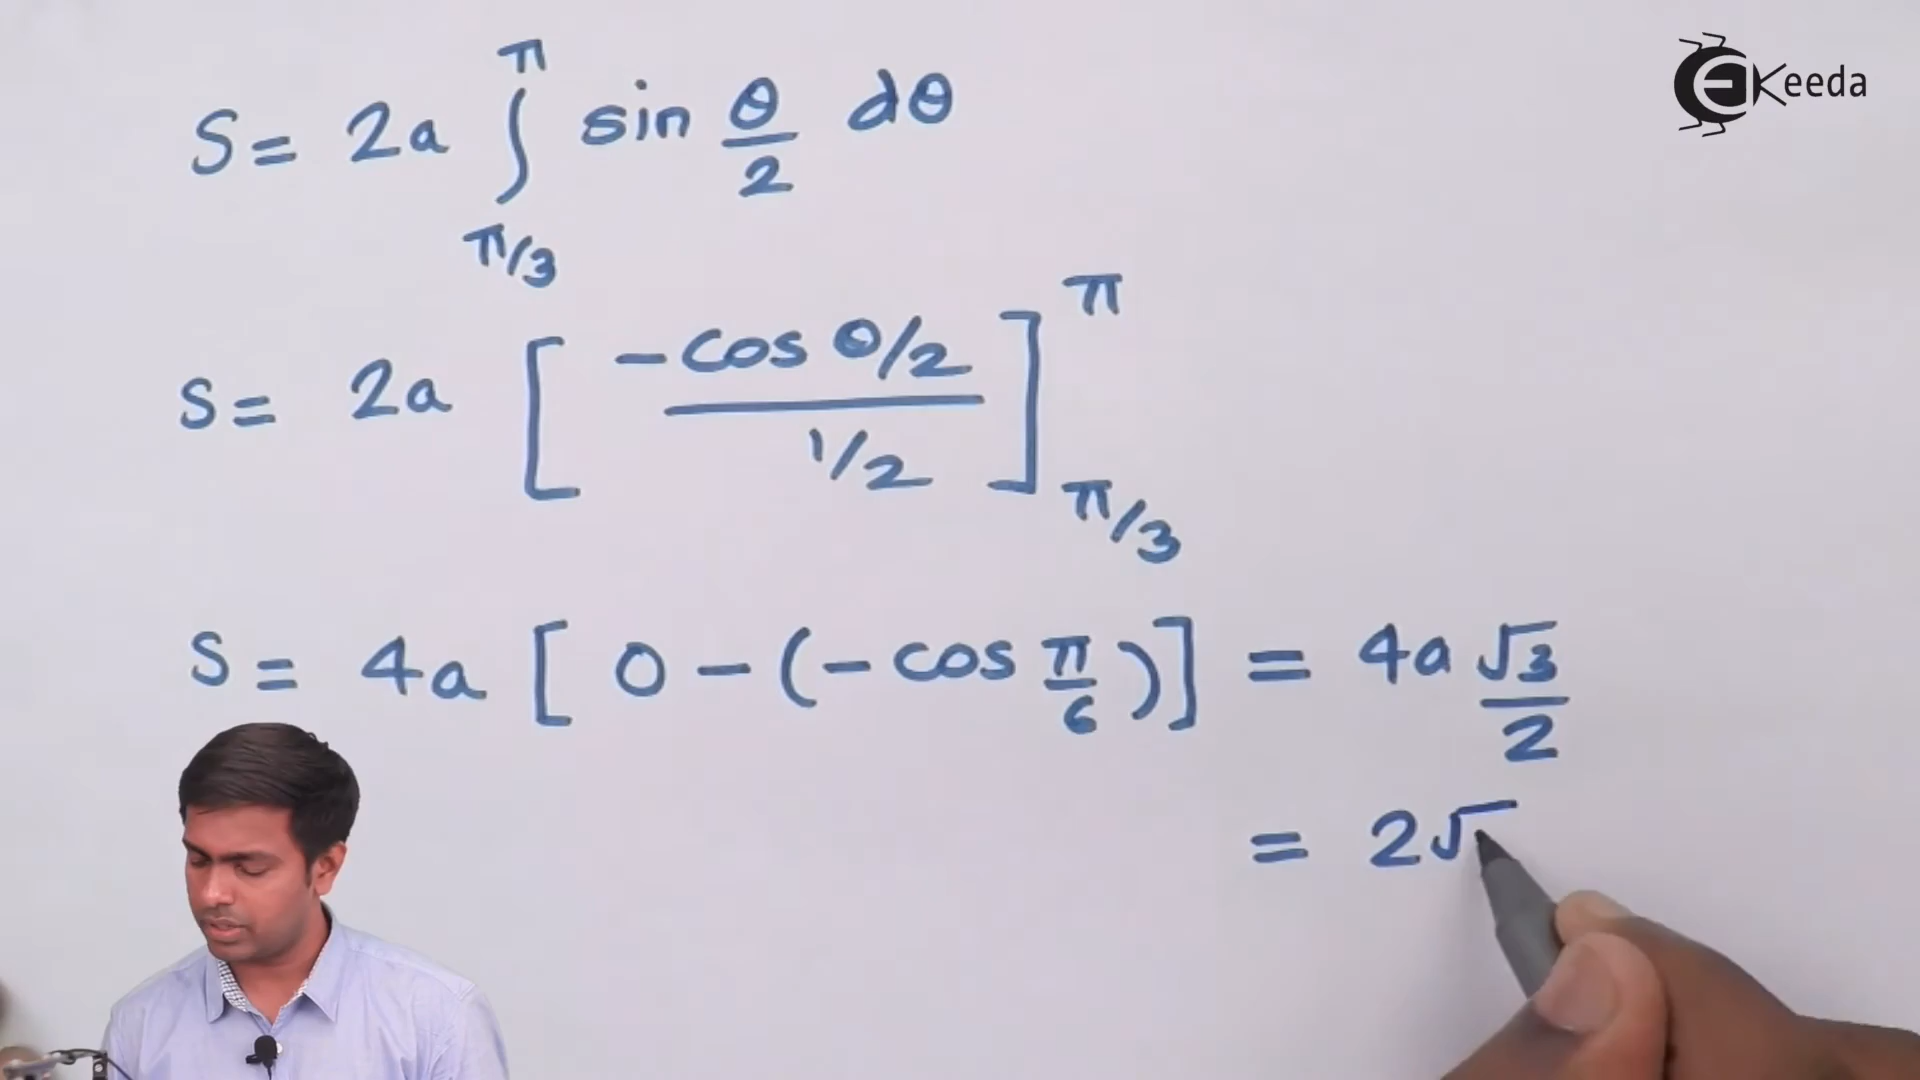 Ekeeda
S = 2a ∫_{π/3}^{π} sin θ/2 dθ
S = 2a [ -cos θ/2 / 1/2 ]_{π/3}^{π}
S = 4a [ 0 - (-cos π/6 ) ] = 4a √3/2
= 2√